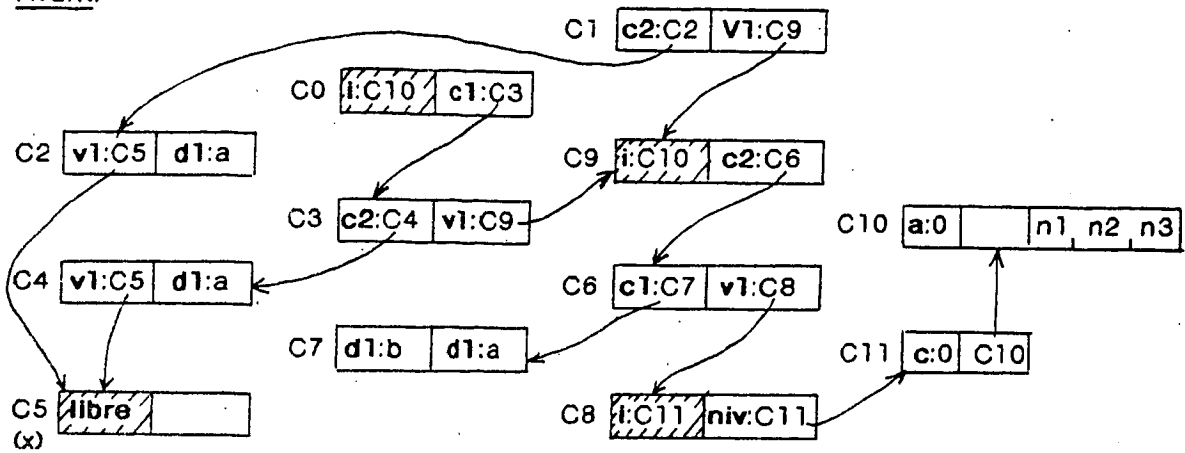 C1 c2:C2 V1:C9
C0 i:C10 c1:C3
C2 v1:C5 d1:a
C9 i:C10 c2:C6
C3 c2:C4 v1:C9
C10 a:0 n1 n2 n3
C4 v1:C5 d1:a
C6 c1:C7 v1:C8
C7 d1:b d1:a
C11 c:0 C10
C5 libre
C8 i:C11 niv:C11
(x)